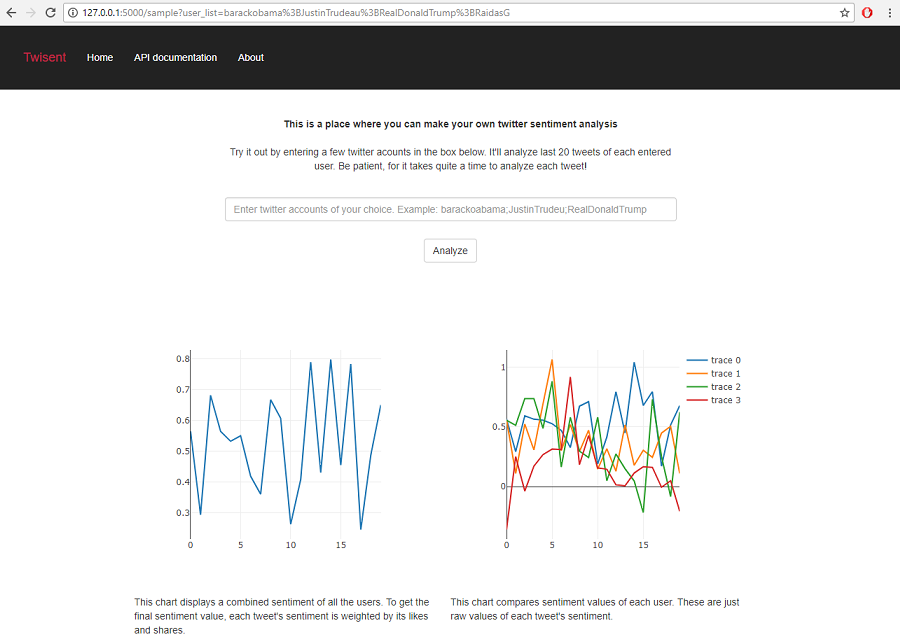 127.0.0.1:5000/sample?user_list=barackobama%3BJustinTrudeau%3BRealDonaldTrump%3BRaidasG
Twisent Home API documentation About
This is a place where you can make your own twitter sentiment analysis
Try it out by entering a few twitter acounts in the box below. It'll analyze last 20 tweets of each entered
user. Be patient, for it takes quite a time to analyze each tweet!
Enter twitter accounts of your choice. Example: barackoabama;JustinTrudeu;RealDonaldTrump
Analyze
0.8
0.7
0.6
0.5
0.4
0.3
0 5 10 15
1
0.5
0
0 5 10 15
trace 0
trace 1
trace 2
trace 3
This chart displays a combined sentiment of all the users. To get the
final sentiment value, each tweet's sentiment is weighted by its likes
and shares.
This chart compares sentiment values of each user. These are just
raw values of each tweet's sentiment.